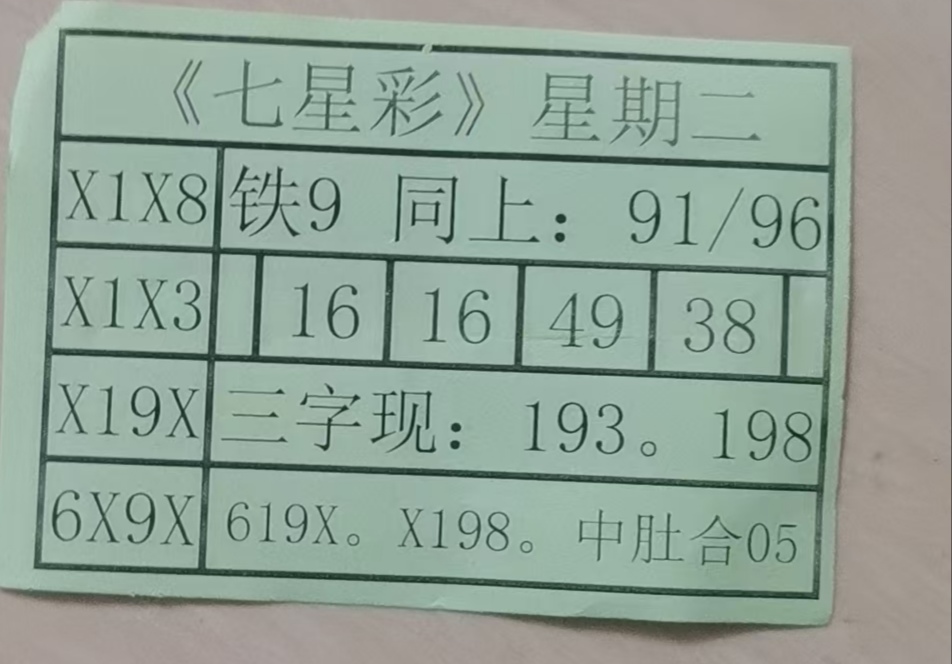 《七星彩》星期二
X1X8 铁9 同上：91/96
X1X3 16 16 49 38
X19X 三字现：193。198
6X9X 619X。X198。中肚合05